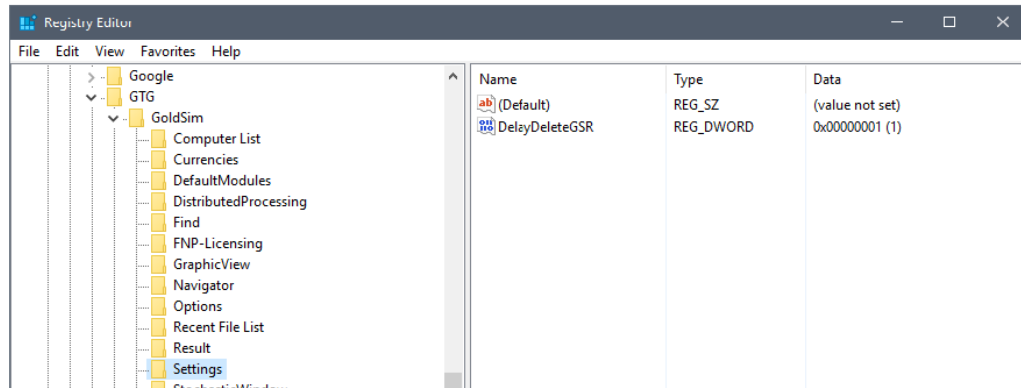 Registry Editor
File Edit View Favorites Help
Google
GTG
GoldSim
Computer List
Currencies
DefaultModules
DistributedProcessing
Find
FNP-Licensing
GraphicView
Navigator
Options
Recent File List
Result
Settings
StochasticWindow
Name Type Data
(Default) REG_SZ (value not set)
DelayDeleteGSR REG_DWORD 0x00000001 (1)